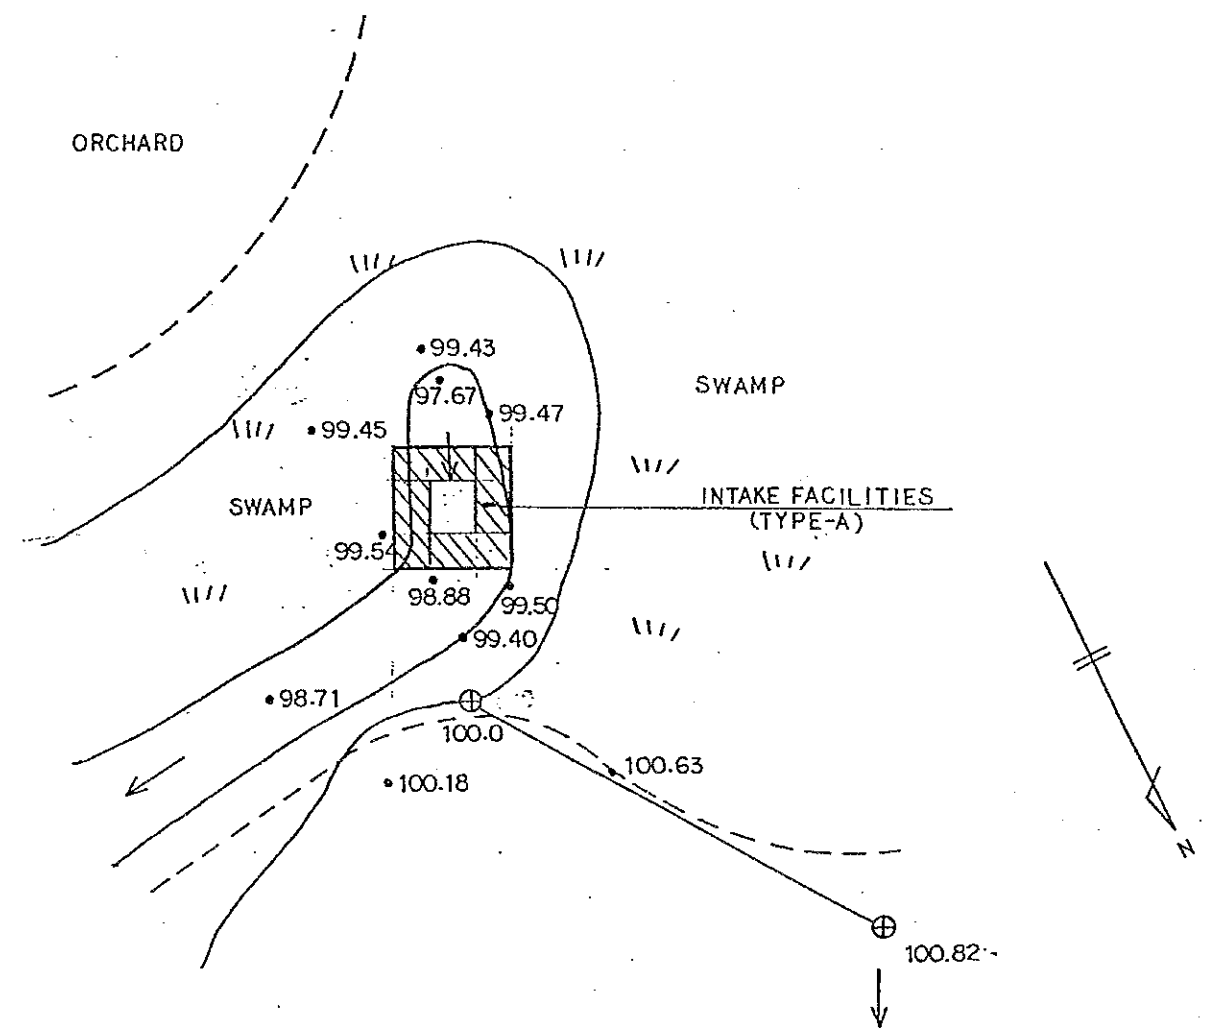 ORCHARD
99.43
97.67
SWAMP
99.47
99.45
INTAKE FACILITIES
(TYPE-A)
SWAMP
99.54
98.88
99.50
99.40
98.71
100.0
100.63
100.18
N
100.82